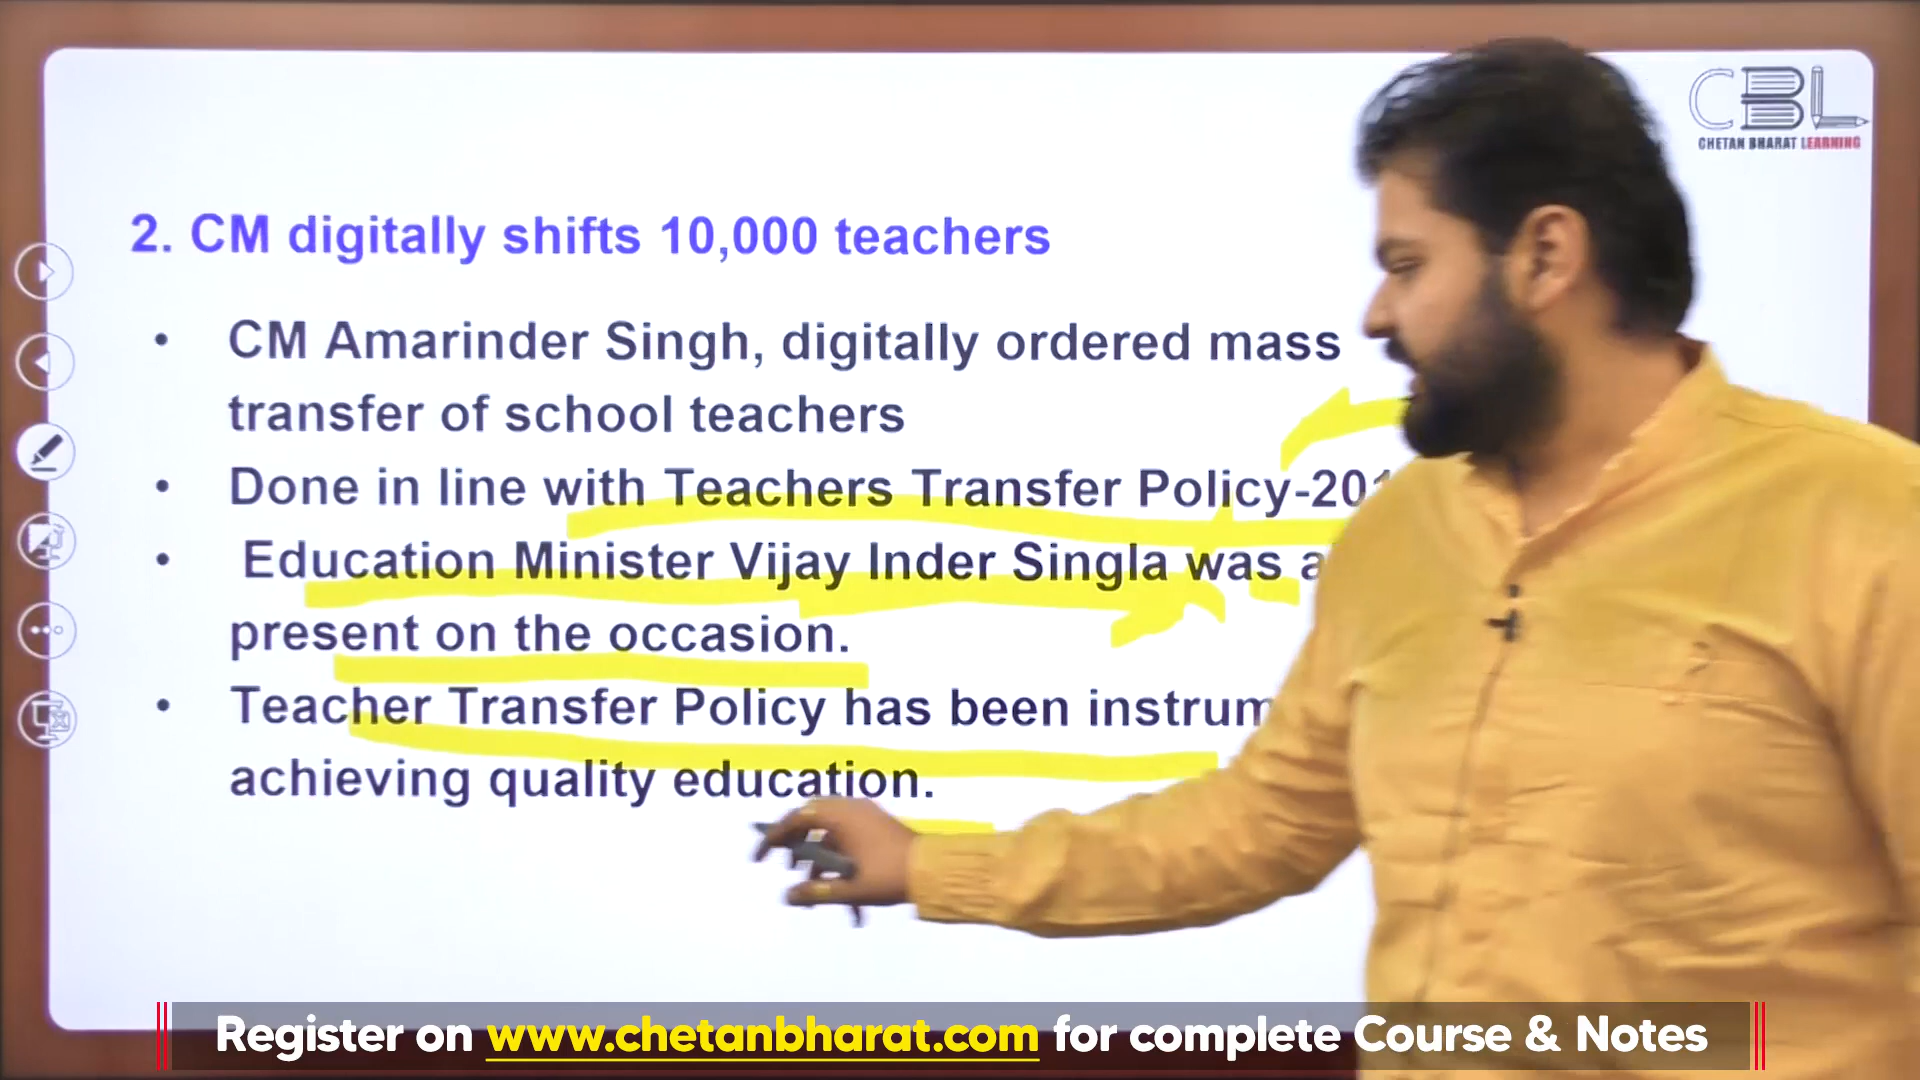 CBL
CHETAN BHARAT LEARNING
2. CM digitally shifts 10,000 teachers
• CM Amarinder Singh, digitally ordered mass
transfer of school teachers
• Done in line with Teachers Transfer Policy-201
• Education Minister Vijay Inder Singla was a
present on the occasion.
• Teacher Transfer Policy has been instrum
achieving quality education.
Register on www.chetanbharat.com for complete Course & Notes